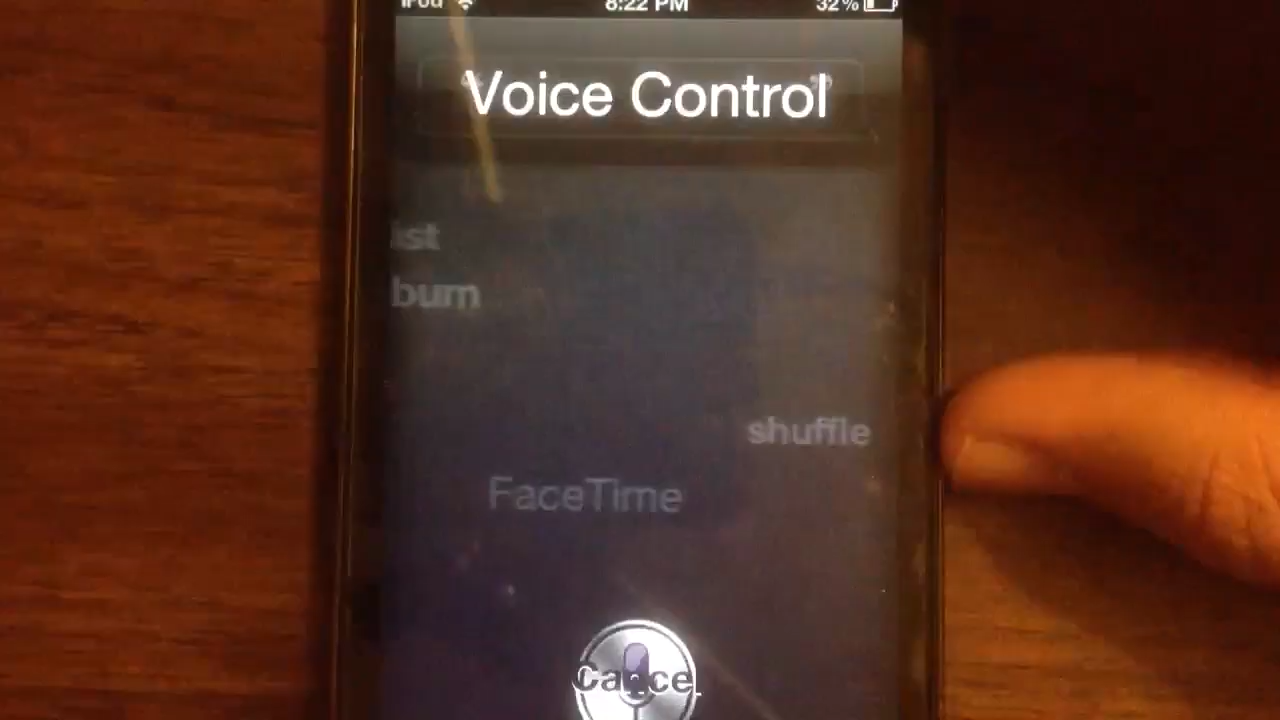 iPod 8:22 PM 32%
Voice Control
ist
bum
shuffle
FaceTime
Cancel